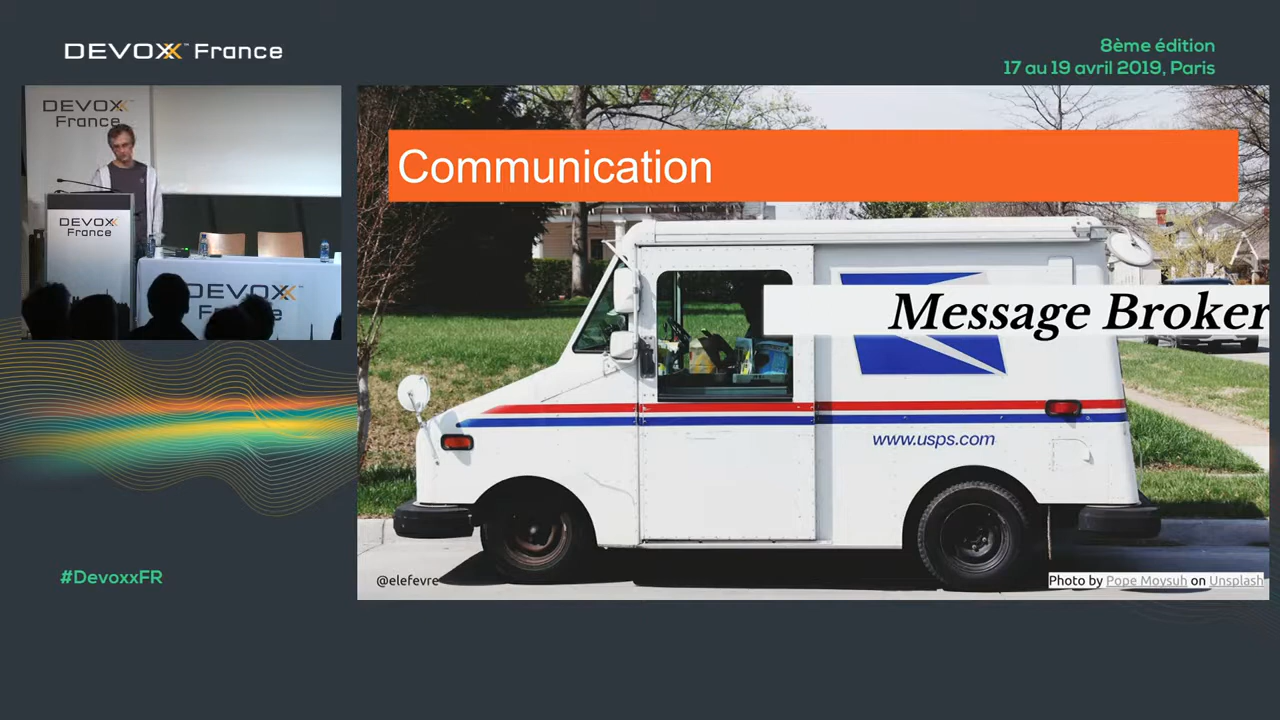 DEVOXX™ France
8ème édition
17 au 19 avril 2019, Paris
DEVOXX
France
DEVOXX
France
DEVOXX
France
Communication
Message Broker
www.usps.com
@elefevre
Photo by Pope Moysuh on Unsplash
#DevoxxFR